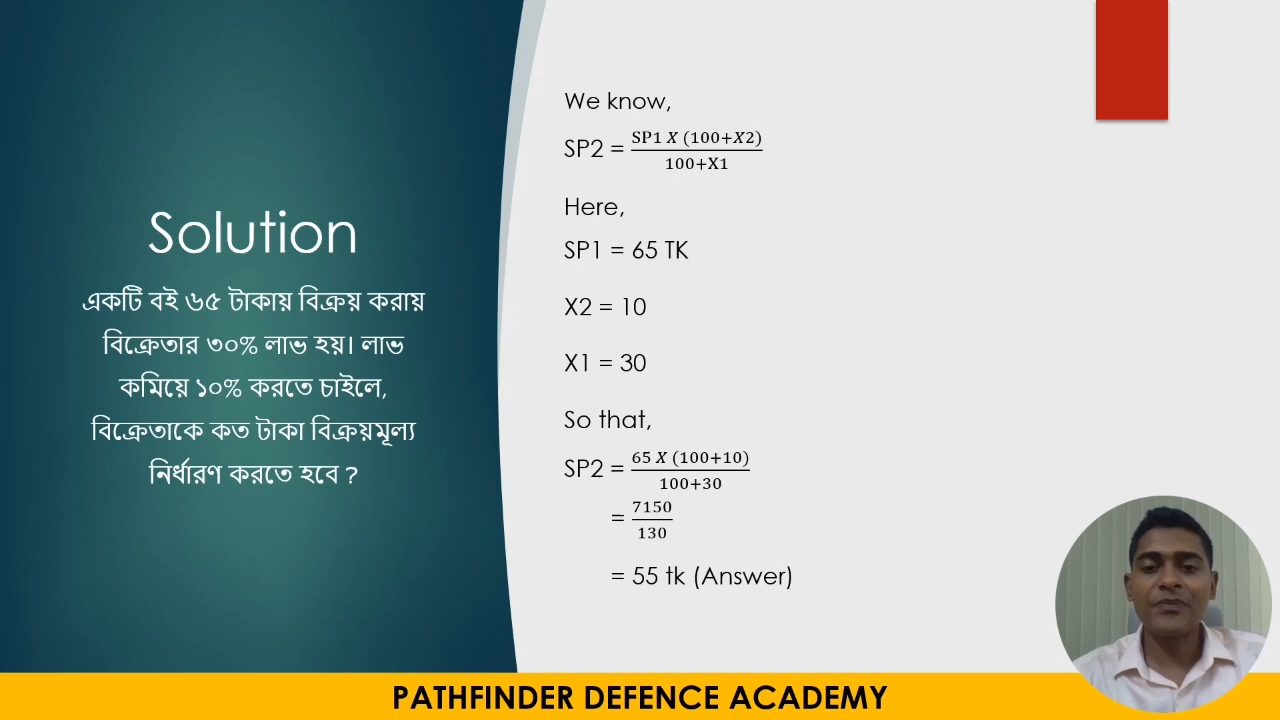 Solution
একটি বই ৬৫ টাকায় বিক্রয় করায়
বিক্রেতার ৩০% লাভ হয়। লাভ
কমিয়ে ১০% করতে চাইলে,
বিক্রেতাকে কত টাকা বিক্রয়মূল্য
নির্ধারণ করতে হবে ?
We know,
SP2 = SP1 X (100+X2) / 100+X1
Here,
SP1 = 65 TK
X2 = 10
X1 = 30
So that,
SP2 = 65 X (100+10) / 100+30
= 7150 / 130
= 55 tk (Answer)
PATHFINDER DEFENCE ACADEMY